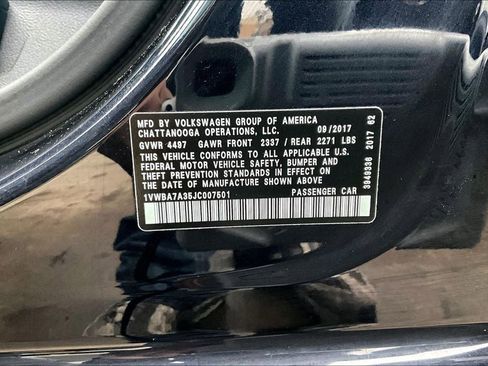 MFD BY VOLKSWAGEN GROUP OF AMERICA
CHATTANOOGA OPERATIONS, LLC. 09/2017
GVWR 4497 GAWR FRONT 2337 / REAR 2271 LBS
THIS VEHICLE CONFORMS TO ALL APPLICABLE
FEDERAL MOTOR VEHICLE SAFETY, BUMPER AND
THEFT PREVENTION STANDARDS IN EFFECT ON
THE DATE OF MANUFACTURE SHOWN ABOVE
1VWBA7A35JC007501 PASSENGER CAR
3049336 2017 62